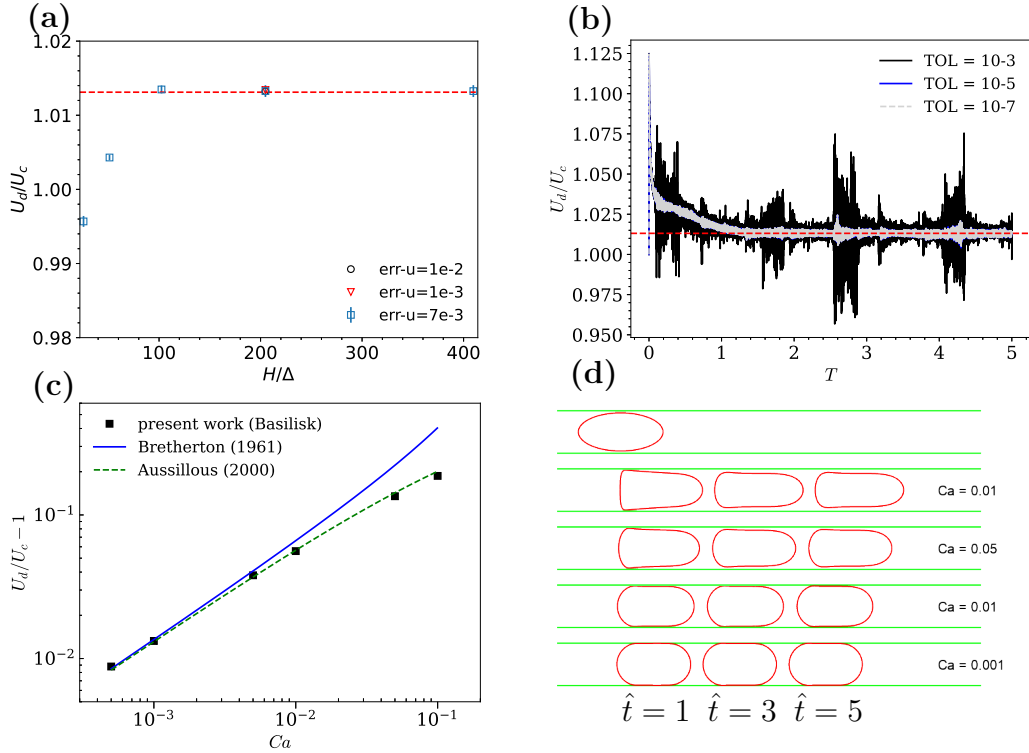 (a)
1.02
1.01
1.00
0.99
0.98
U_d/U_c
err-u=1e-2
err-u=1e-3
err-u=7e-3
100
200
300
400
H/Δ
(b)
1.125
1.100
1.075
1.050
1.025
1.000
0.975
0.950
U_d/U_c
TOL = 10-3
TOL = 10-5
TOL = 10-7
0
1
2
3
4
5
T
(c)
10⁻¹
10⁻²
U_d/U_c − 1
present work (Basilisk)
Bretherton (1961)
Aussillous (2000)
10⁻³
10⁻²
10⁻¹
Ca
(d)
Ca = 0.01
Ca = 0.05
Ca = 0.01
Ca = 0.001
t̂ = 1 t̂ = 3 t̂ = 5